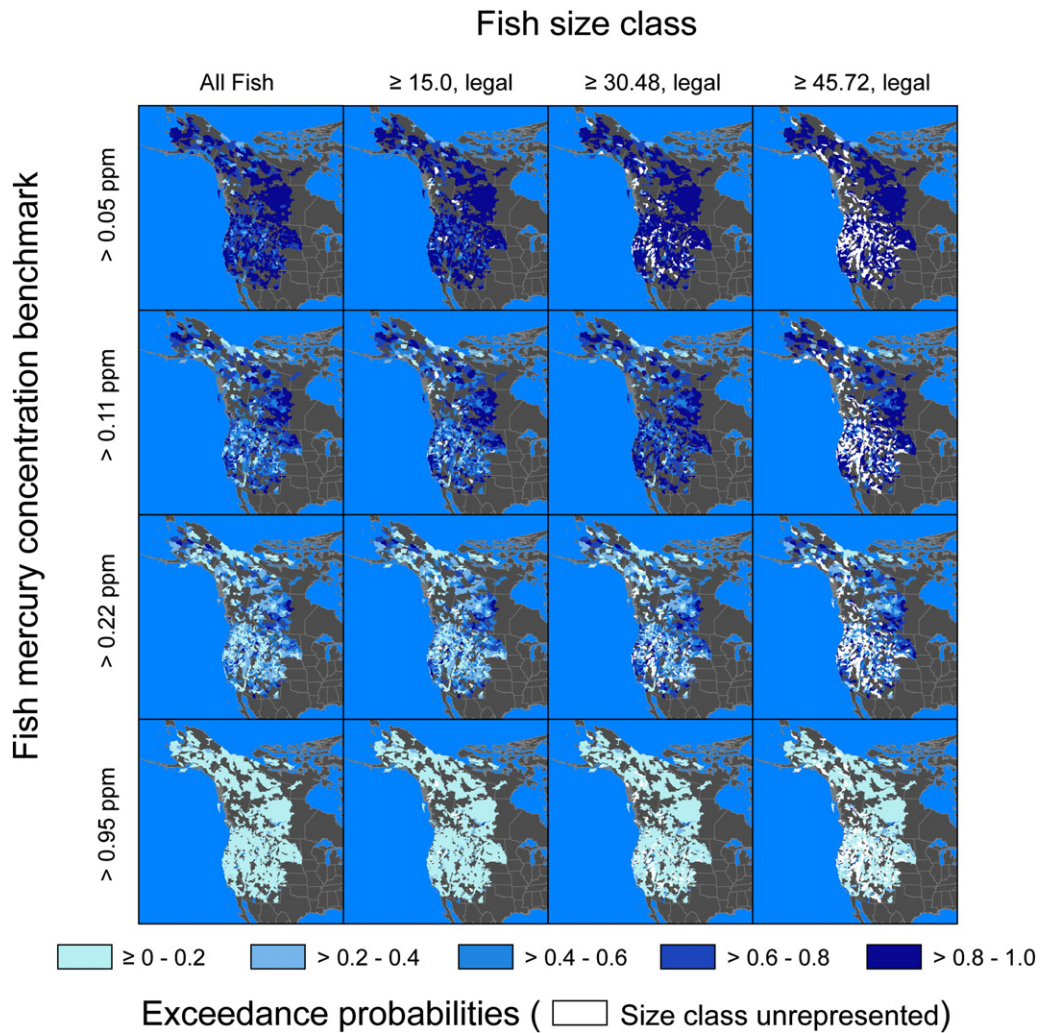 Fish size class
All Fish
≥ 15.0, legal
≥ 30.48, legal
≥ 45.72, legal
Fish mercury concentration benchmark
> 0.05 ppm
> 0.11 ppm
> 0.22 ppm
> 0.95 ppm
≥ 0 - 0.2
> 0.2 - 0.4
> 0.4 - 0.6
> 0.6 - 0.8
> 0.8 - 1.0
Exceedance probabilities ( Size class unrepresented)